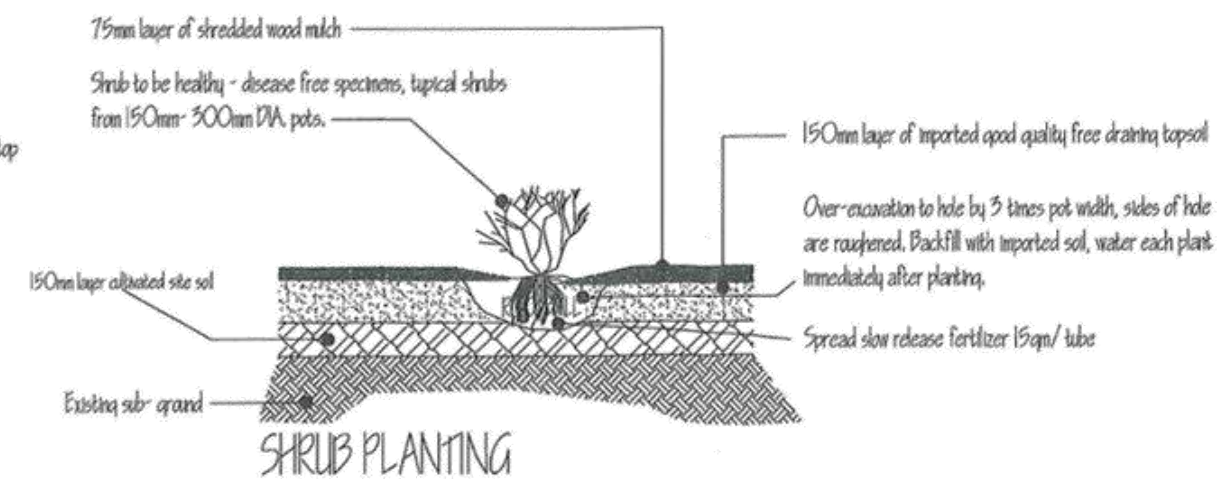 75mm layer of shredded wood mulch
Shrub to be healthy - disease free specimens, typical shrubs
from 150mm- 300mm DIA. pots.
top
150mm layer of imported good quality free draining topsoil
Over-excavation to hole by 3 times pot width, sides of hole
are roughened. Backfill with imported soil, water each plant
immediately after planting.
150mm layer cultivated site soil
Spread slow release fertilizer 15gm/ tube
Existing sub- ground
SHRUB PLANTING